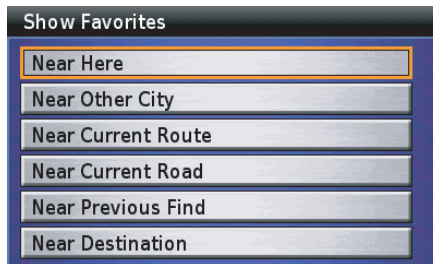 Show Favorites
Near Here
Near Other City
Near Current Route
Near Current Road
Near Previous Find
Near Destination